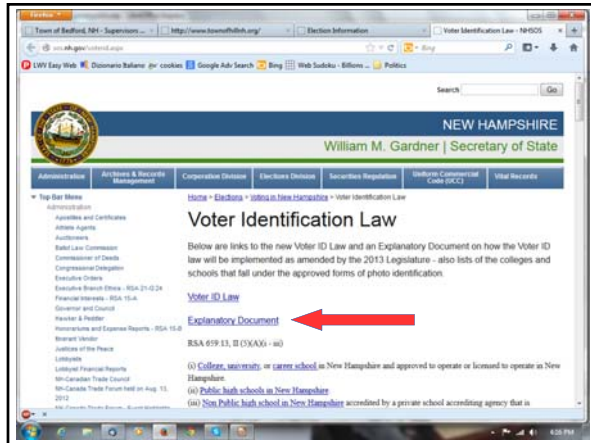 Firefox
Town of Bedford, NH - Supervisors ...
http://www.townofhillnh.org/
Election Information
Voter Identification Law - NHSOS
sos.nh.gov/voterid.aspx
Bing
LWV Easy Web
Dizionario Italiano
cookies
Google Adv Search
Bing
Web Sudoku - Billions ...
Politics
Search
Go
NEW HAMPSHIRE
William M. Gardner | Secretary of State
Administration
Archives & Records Management
Corporation Division
Elections Division
Securities Regulation
Uniform Commercial Code (UCC)
Vital Records
Top Bar Menu
Administration
Apostilles and Certificates
Athlete Agents
Auctioneers
Ballot Law Commission
Commissioner of Deeds
Congressional Delegation
Executive Orders
Executive Branch Ethics - RSA 21-G:24
Financial Interests - RSA 15-A
Governor and Council
Hawker & Peddler
Honorariums and Expense Reports - RSA 15-B
Itinerant Vendor
Justices of the Peace
Lobbyists
Lobbyist Financial Reports
NH-Canadian Trade Council
NH-Canada Trade Forum held on Aug. 13, 2012
Home » Elections » Voting in New Hampshire » Voter Identification Law
Voter Identification Law
Below are links to the new Voter ID Law and an Explanatory Document on how the Voter ID
law will be implemented as amended by the 2013 Legislature - also lists of the colleges and
schools that fall under the approved forms of photo identification.
Voter ID Law
Explanatory Document
RSA 659:13, II (3)(A)(i - iii)
(i) College, university, or career school in New Hampshire and approved to operate or licensed to operate in New
Hampshire.
(ii) Public high schools in New Hampshire
(iii) Non Public high school in New Hampshire accredited by a private school accrediting agency that is
4:36 PM